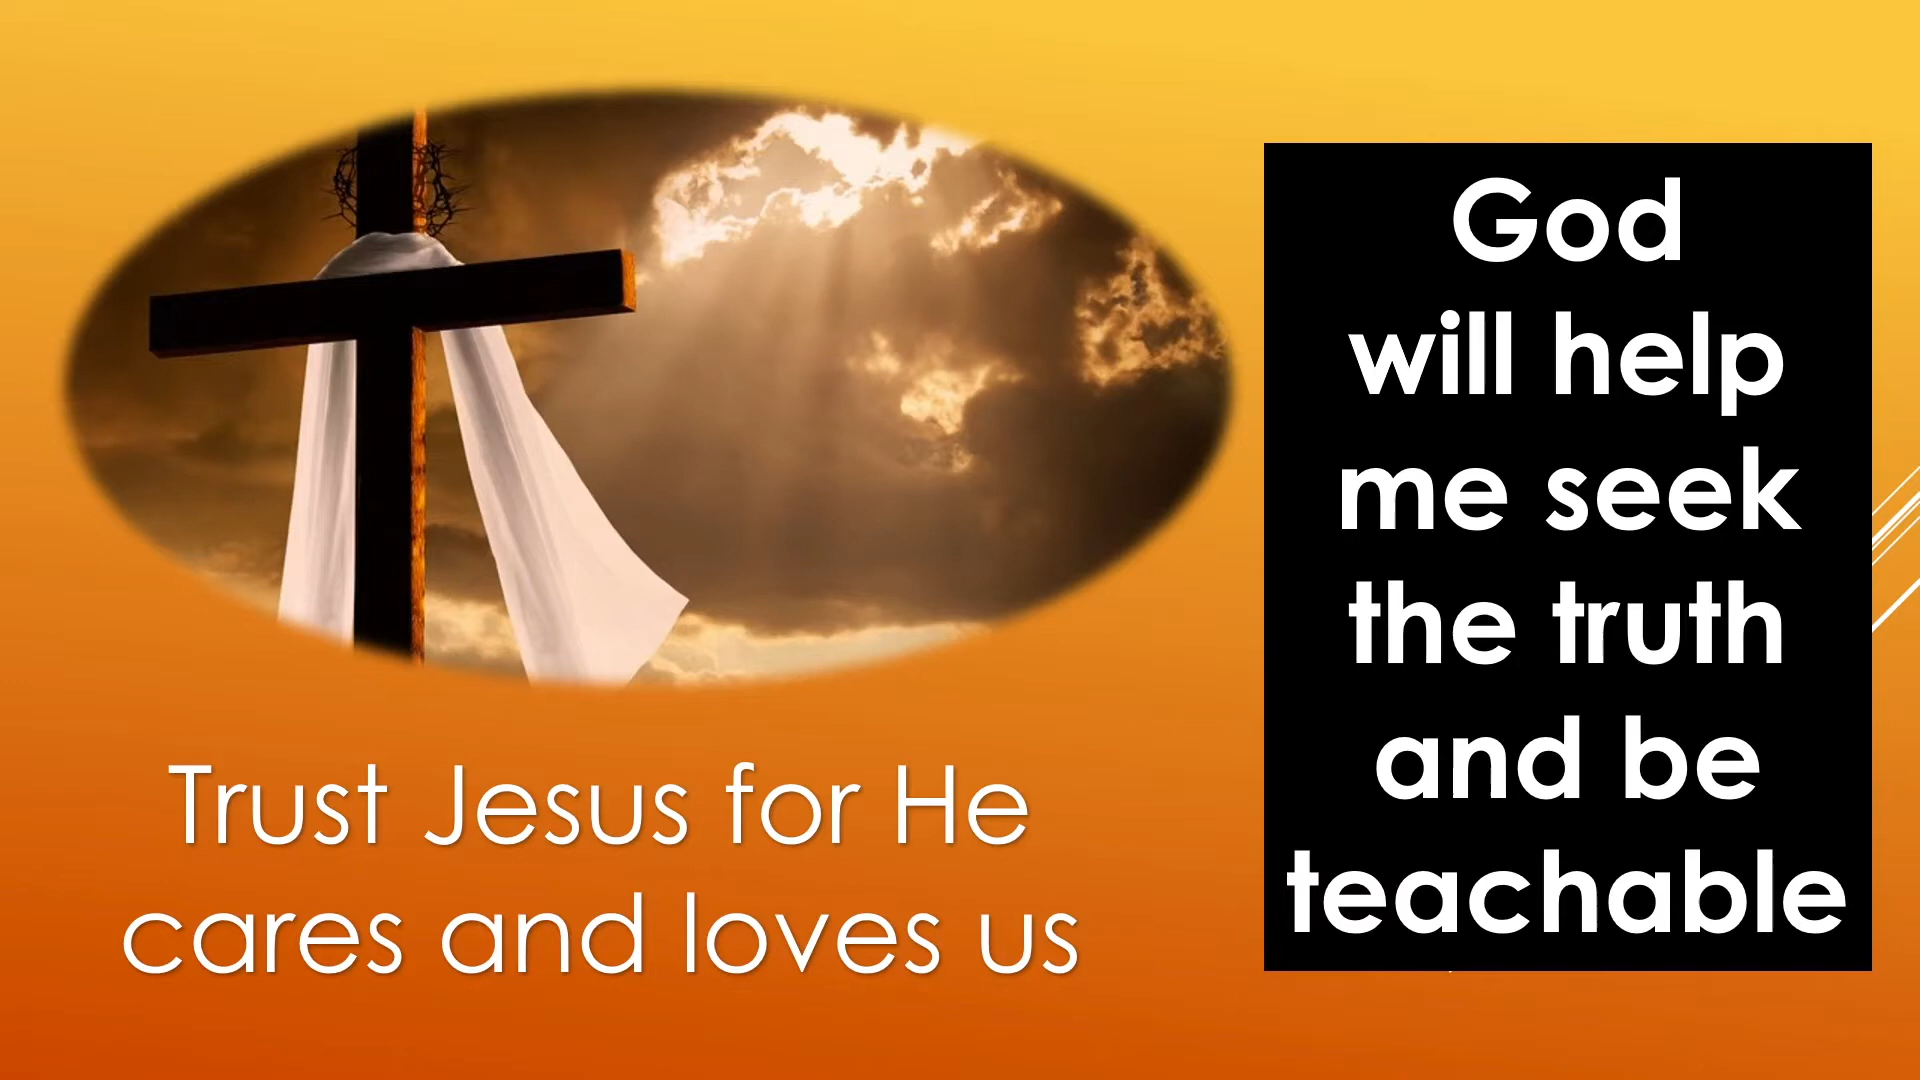 Trust Jesus for He
cares and loves us
God
will help
me seek
the truth
and be
teachable